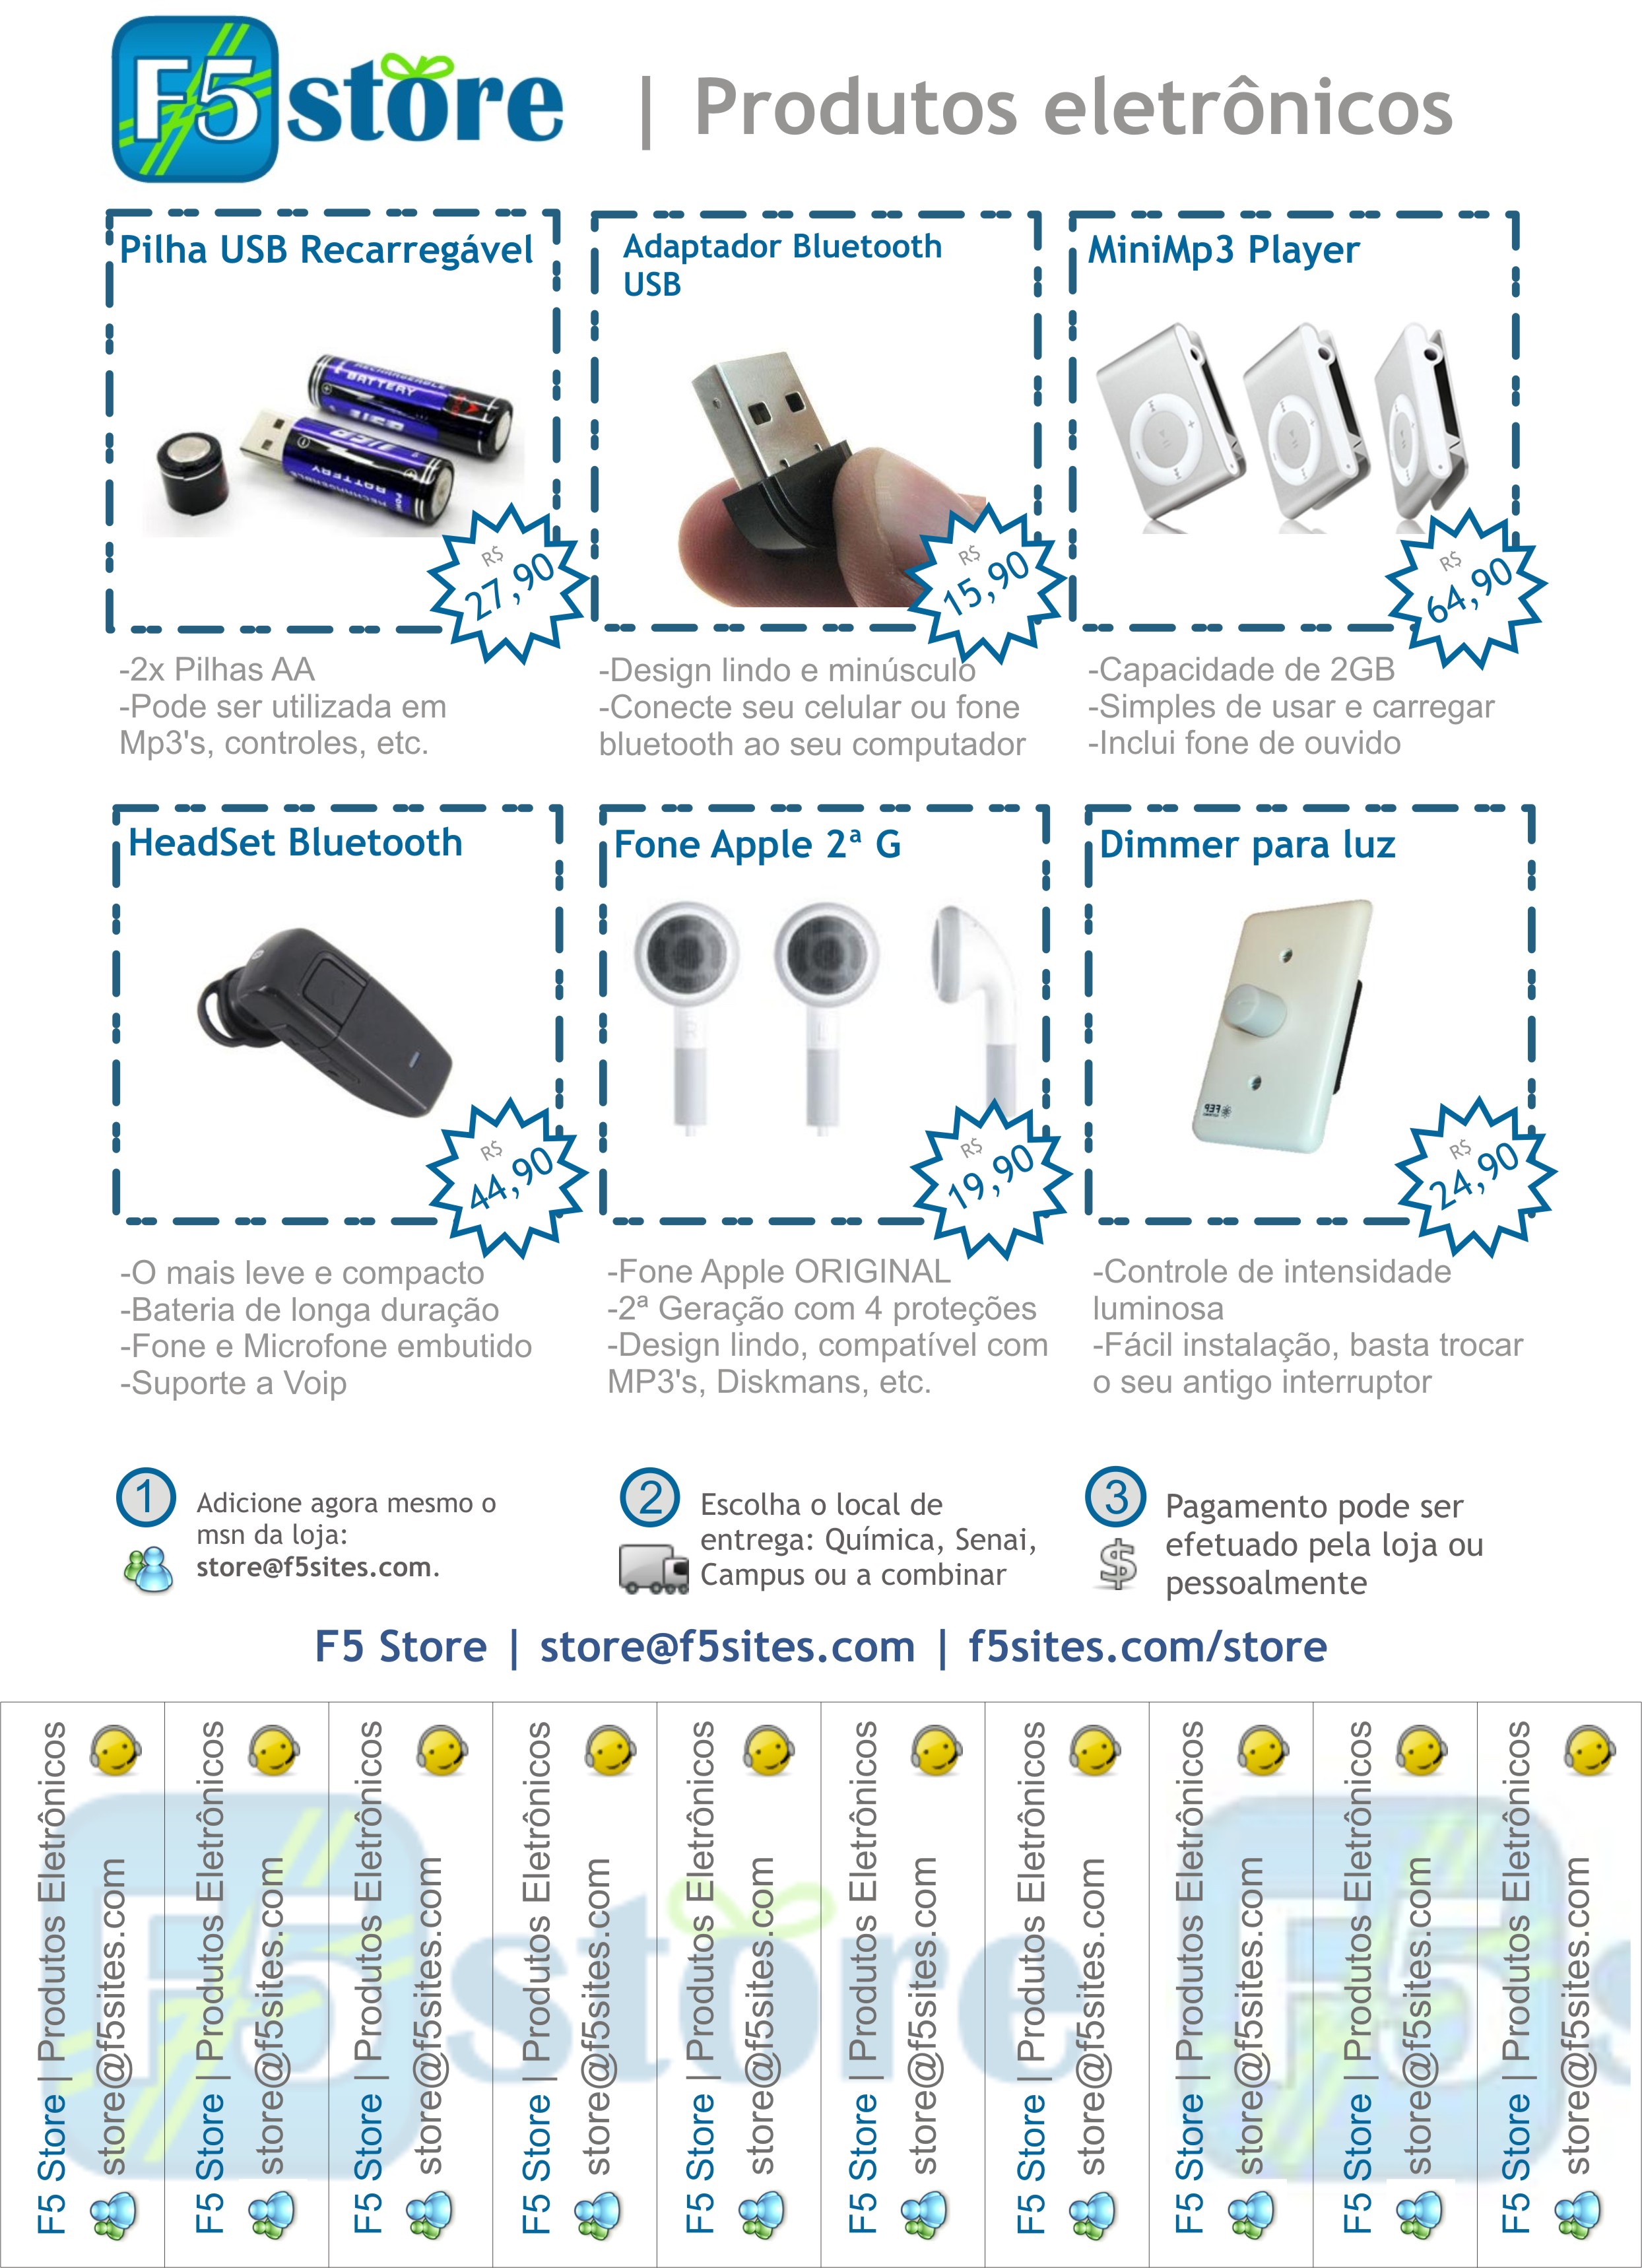 F5 store | Produtos eletrônicos
Pilha USB Recarregável
RECHARGEABLE
BATTERY
BATTERY
R$
27,90
-2x Pilhas AA
-Pode ser utilizada em
Mp3's, controles, etc.
Adaptador Bluetooth
USB
R$
15,90
-Design lindo e minúsculo
-Conecte seu celular ou fone
bluetooth ao seu computador
MiniMp3 Player
R$
64,90
-Capacidade de 2GB
-Simples de usar e carregar
-Inclui fone de ouvido
HeadSet Bluetooth
R$
44,90
-O mais leve e compacto
-Bateria de longa duração
-Fone e Microfone embutido
-Suporte a Voip
Fone Apple 2ª G
R$
19,90
-Fone Apple ORIGINAL
-2ª Geração com 4 proteções
-Design lindo, compatível com
MP3's, Diskmans, etc.
Dimmer para luz
FEP
R$
24,90
-Controle de intensidade
luminosa
-Fácil instalação, basta trocar
o seu antigo interruptor
1
Adicione agora mesmo o
msn da loja:
store@f5sites.com.
2
Escolha o local de
entrega: Química, Senai,
Campus ou a combinar
3
Pagamento pode ser
efetuado pela loja ou
pessoalmente
F5 Store | store@f5sites.com | f5sites.com/store
F5 Store | Produtos Eletrônicos
store@f5sites.com
F5 Store | Produtos Eletrônicos
store@f5sites.com
F5 Store | Produtos Eletrônicos
store@f5sites.com
F5 Store | Produtos Eletrônicos
store@f5sites.com
F5 Store | Produtos Eletrônicos
store@f5sites.com
F5 Store | Produtos Eletrônicos
store@f5sites.com
F5 Store | Produtos Eletrônicos
store@f5sites.com
F5 Store | Produtos Eletrônicos
store@f5sites.com
F5 Store | Produtos Eletrônicos
store@f5sites.com
F5 Store | Produtos Eletrônicos
store@f5sites.com
F5 store
F5 s